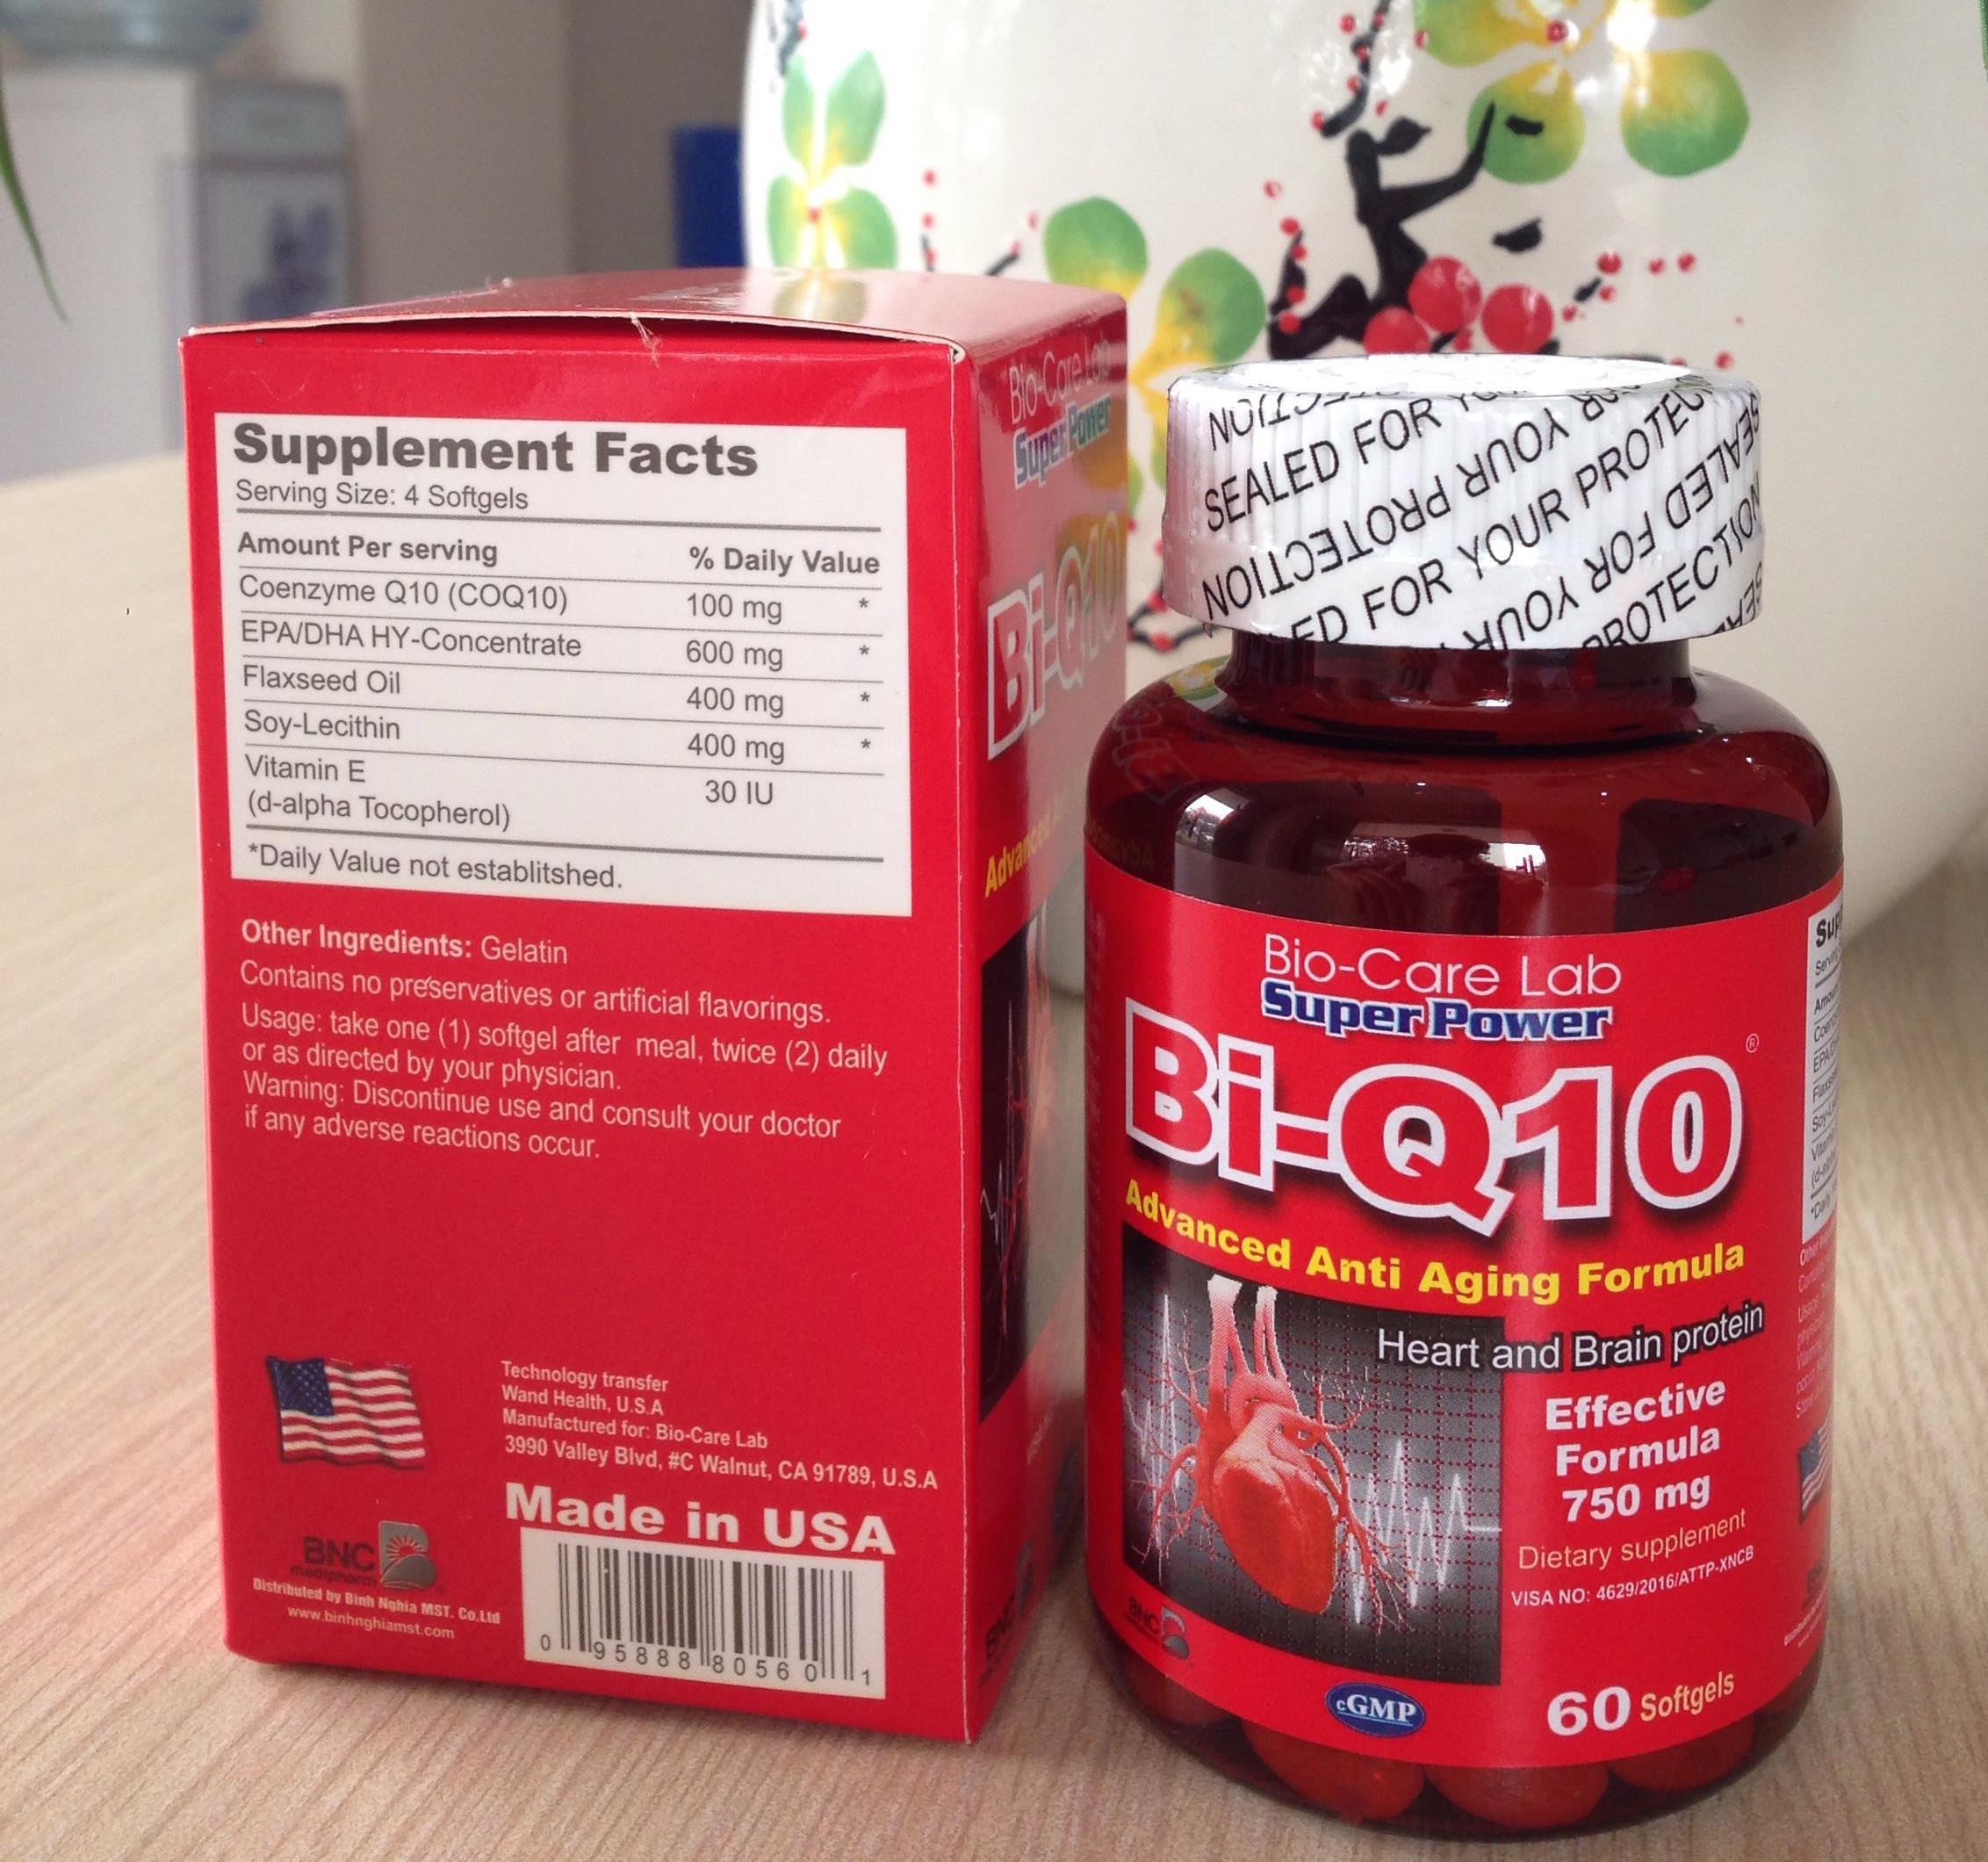 Supplement Facts
Serving Size: 4 Softgels
Amount Per serving % Daily Value
Coenzyme Q10 (COQ10) 100 mg *
EPA/DHA HY-Concentrate 600 mg *
Flaxseed Oil 400 mg *
Soy-Lecithin 400 mg *
Vitamin E 30 IU
(d-alpha Tocopherol)
*Daily Value not establitshed.
Other Ingredients: Gelatin
Contains no preservatives or artificial flavorings.
Usage: take one (1) softgel after meal, twice (2) daily
or as directed by your physician.
Warning: Discontinue use and consult your doctor
if any adverse reactions occur.
Technology transfer
Wand Health, U.S.A
Manufactured for: Bio-Care Lab
3990 Valley Blvd, #C Walnut, CA 91789, U.S.A
Made in USA
BNC
medipharm
Distributed by Binh Nghia MST. Co.Ltd
www.binhnghiamst.com
0 95888 80560 1
Bio-Care Lab
Super Power
Bi-Q10
SEALED FOR YOUR
NOITCETORP RUOY ROF
FOR YOUR PROTEC
SEALED FOR YOUR
PROTECTION
Bio-Care Lab
Super Power
Bi-Q10®
Advanced Anti Aging Formula
Heart and Brain protein
Effective
Formula
750 mg
Dietary supplement
VISA NO: 4629/2016/ATTP-XNCB
BNC
cGMP
60 Softgels